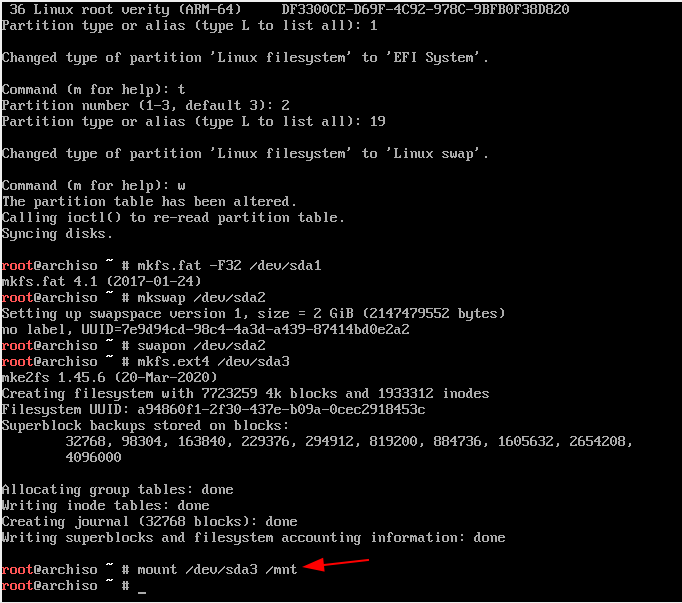 36 Linux root verity (ARM-64)     DF3300CE-D69F-4C92-978C-9BFB0F38D820
Partition type or alias (type L to list all): 1
Changed type of partition 'Linux filesystem' to 'EFI System'.
Command (m for help): t
Partition number (1-3, default 3): 2
Partition type or alias (type L to list all): 19
Changed type of partition 'Linux filesystem' to 'Linux swap'.
Command (m for help): w
The partition table has been altered.
Calling ioctl() to re-read partition table.
Syncing disks.
root@archiso ~ # mkfs.fat -F32 /dev/sda1
mkfs.fat 4.1 (2017-01-24)
root@archiso ~ # mkswap /dev/sda2
Setting up swapspace version 1, size = 2 GiB (2147479552 bytes)
no label, UUID=7e9d94cd-98c4-4a3d-a439-87414bd0e2a2
root@archiso ~ # swapon /dev/sda2
root@archiso ~ # mkfs.ext4 /dev/sda3
mke2fs 1.45.6 (20-Mar-2020)
Creating filesystem with 7723259 4k blocks and 1933312 inodes
Filesystem UUID: a94860f1-2f30-437e-b09a-0cec2918453c
Superblock backups stored on blocks:
32768, 98304, 163840, 229376, 294912, 819200, 884736, 1605632, 2654208,
4096000
Allocating group tables: done
Writing inode tables: done
Creating journal (32768 blocks): done
Writing superblocks and filesystem accounting information: done
root@archiso ~ # mount /dev/sda3 /mnt
root@archiso ~ # _